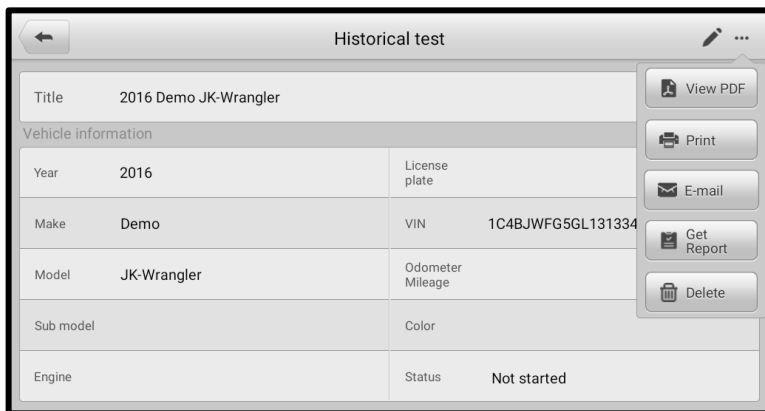 Historical test
Title 2016 Demo JK-Wrangler
View PDF
Vehicle information
Print
Year 2016 License
plate
E-mail
Make Demo VIN 1C4BJWFG5GL131334
Get
Report
Model JK-Wrangler Odometer
Mileage
Delete
Sub model Color
Engine Status Not started